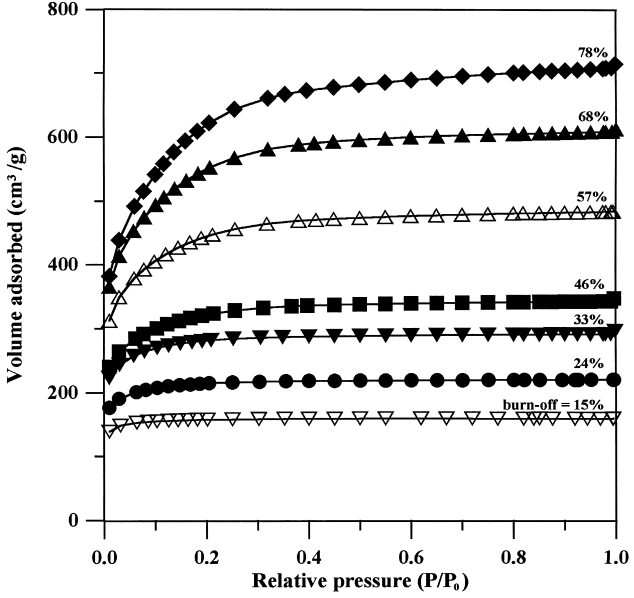 800
78%
68%
600
57%
400
46%
33%
24%
200
burn-off = 15%
0
0.0 0.2 0.4 0.6 0.8 1.0
Volume adsorbed (cm³/g)
Relative pressure (P/P₀)